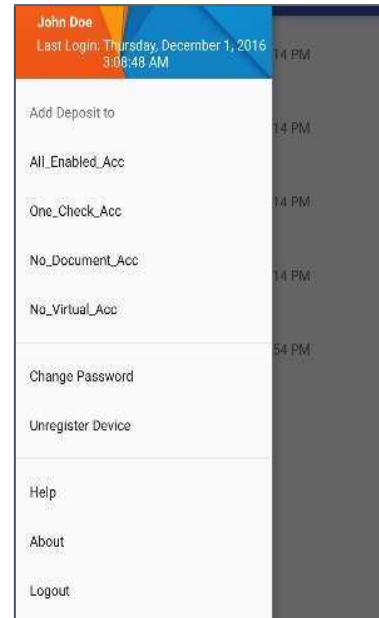 John Doe
Last Login: Thursday, December 1, 2016
3:08:48 AM
14 PM
Add Deposit to
14 PM
All_Enabled_Acc
14 PM
One_Check_Acc
No_Document_Acc
14 PM
No_Virtual_Acc
54 PM
Change Password
Unregister Device
Help
About
Logout